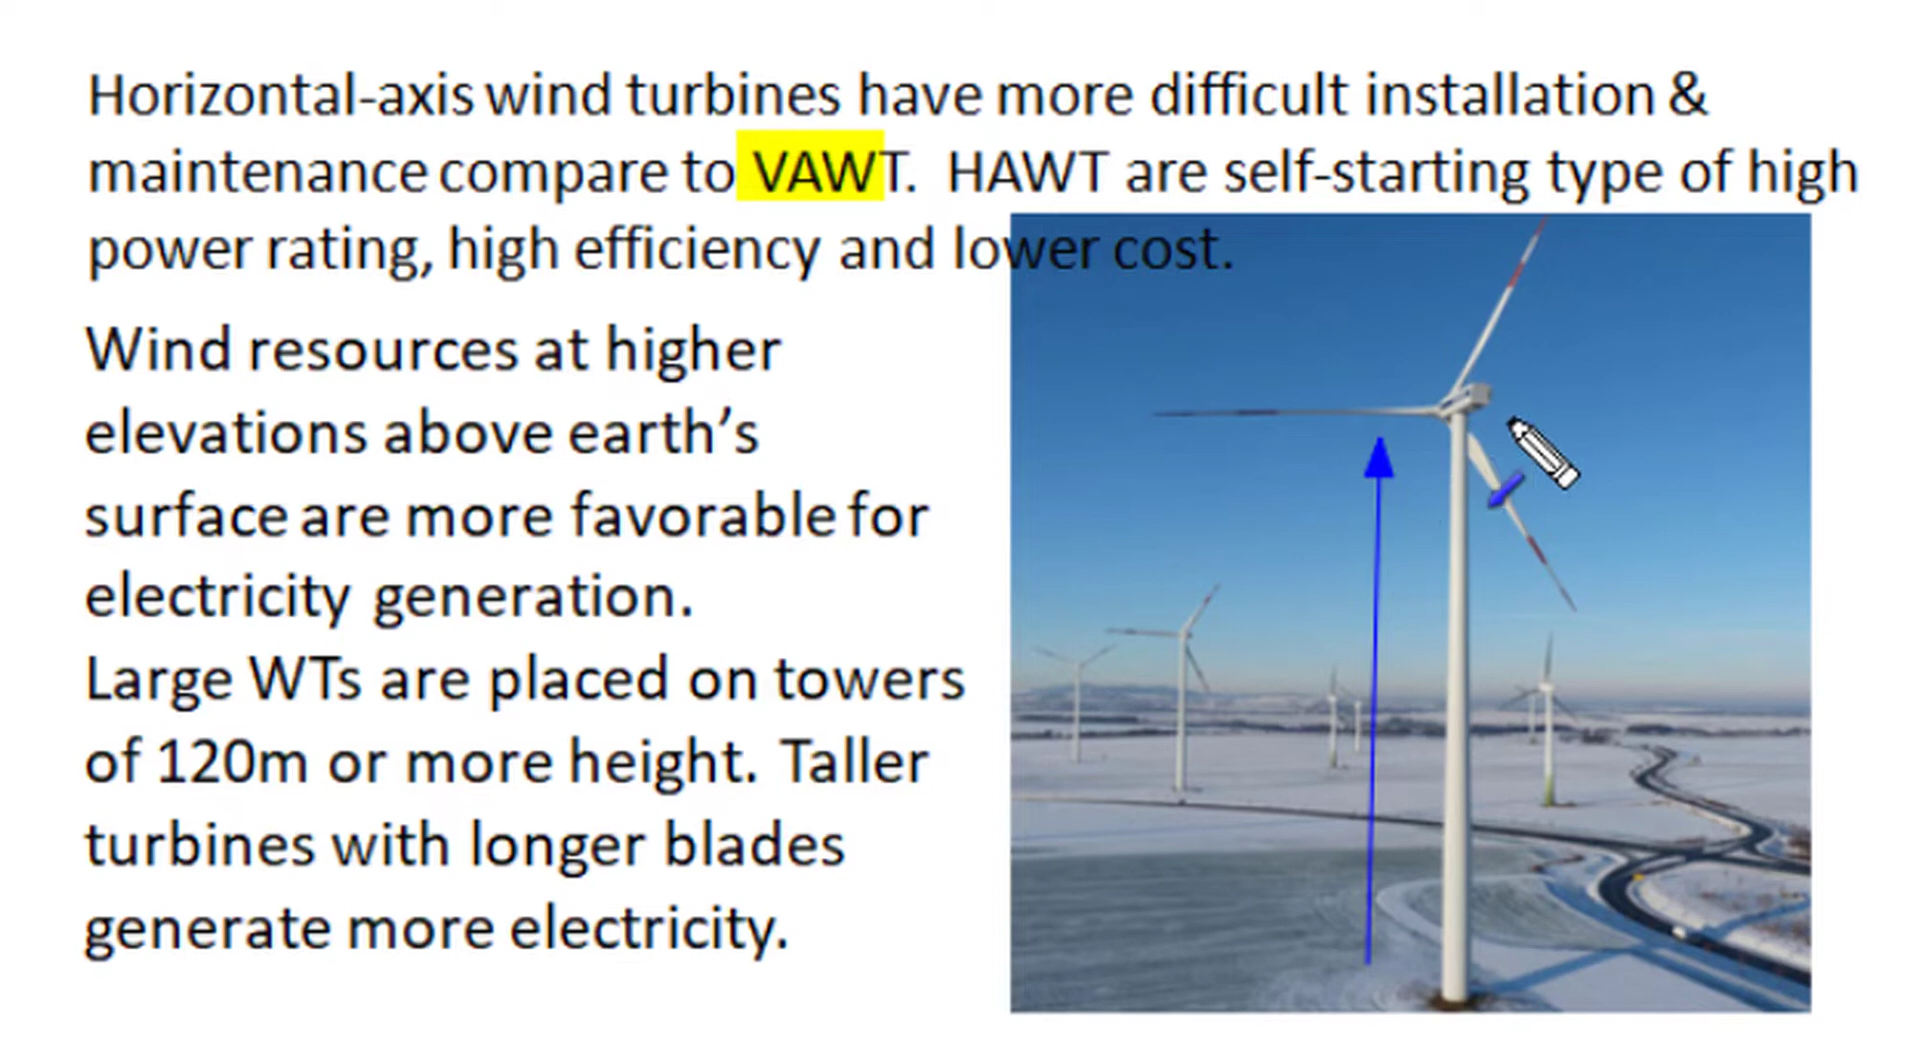 Horizontal-axis wind turbines have more difficult installation &
maintenance compare to VAWT. HAWT are self-starting type of high
power rating, high efficiency and lower cost.
Wind resources at higher
elevations above earth’s
surface are more favorable for
electricity generation.
Large WTs are placed on towers
of 120m or more height. Taller
turbines with longer blades
generate more electricity.